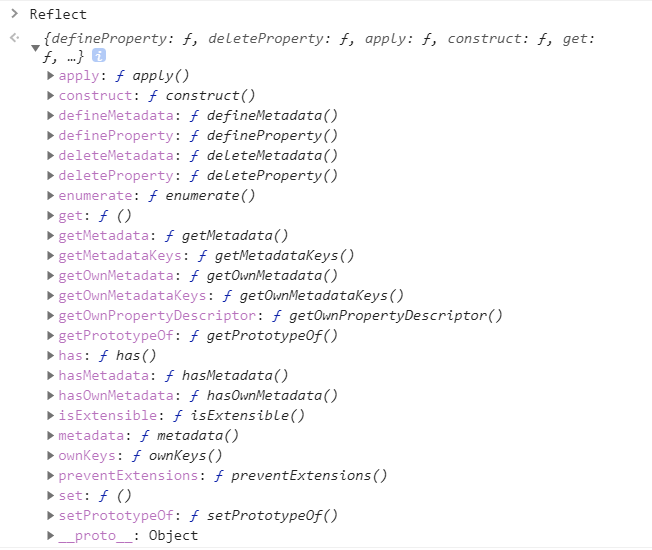 > Reflect
{defineProperty: ƒ, deleteProperty: ƒ, apply: ƒ, construct: ƒ, get:
ƒ, …} i
apply: ƒ apply()
construct: ƒ construct()
defineMetadata: ƒ defineMetadata()
defineProperty: ƒ defineProperty()
deleteMetadata: ƒ deleteMetadata()
deleteProperty: ƒ deleteProperty()
enumerate: ƒ enumerate()
get: ƒ ()
getMetadata: ƒ getMetadata()
getMetadataKeys: ƒ getMetadataKeys()
getOwnMetadata: ƒ getOwnMetadata()
getOwnMetadataKeys: ƒ getOwnMetadataKeys()
getOwnPropertyDescriptor: ƒ getOwnPropertyDescriptor()
getPrototypeOf: ƒ getPrototypeOf()
has: ƒ has()
hasMetadata: ƒ hasMetadata()
hasOwnMetadata: ƒ hasOwnMetadata()
isExtensible: ƒ isExtensible()
metadata: ƒ metadata()
ownKeys: ƒ ownKeys()
preventExtensions: ƒ preventExtensions()
set: ƒ ()
setPrototypeOf: ƒ setPrototypeOf()
__proto__: Object